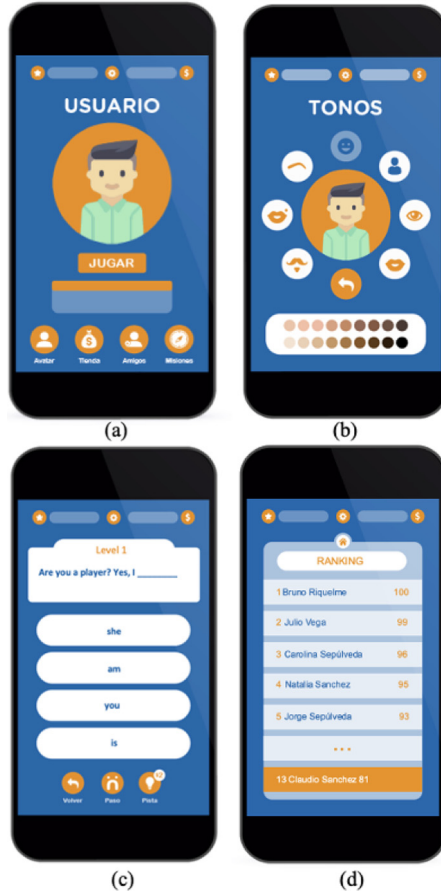 USUARIO
JUGAR
Avatar Tienda Amigos Misiones
(a)
TONOS
(b)
Level 1
Are you a player? Yes, I ________
she
am
you
is
Volver Paso Pista
x2
(c)
RANKING
1 Bruno Riquelme 100
2 Julio Vega 99
3 Carolina Sepúlveda 96
4 Natalia Sanchez 95
5 Jorge Sepúlveda 93
...
13 Claudio Sanchez 81
(d)